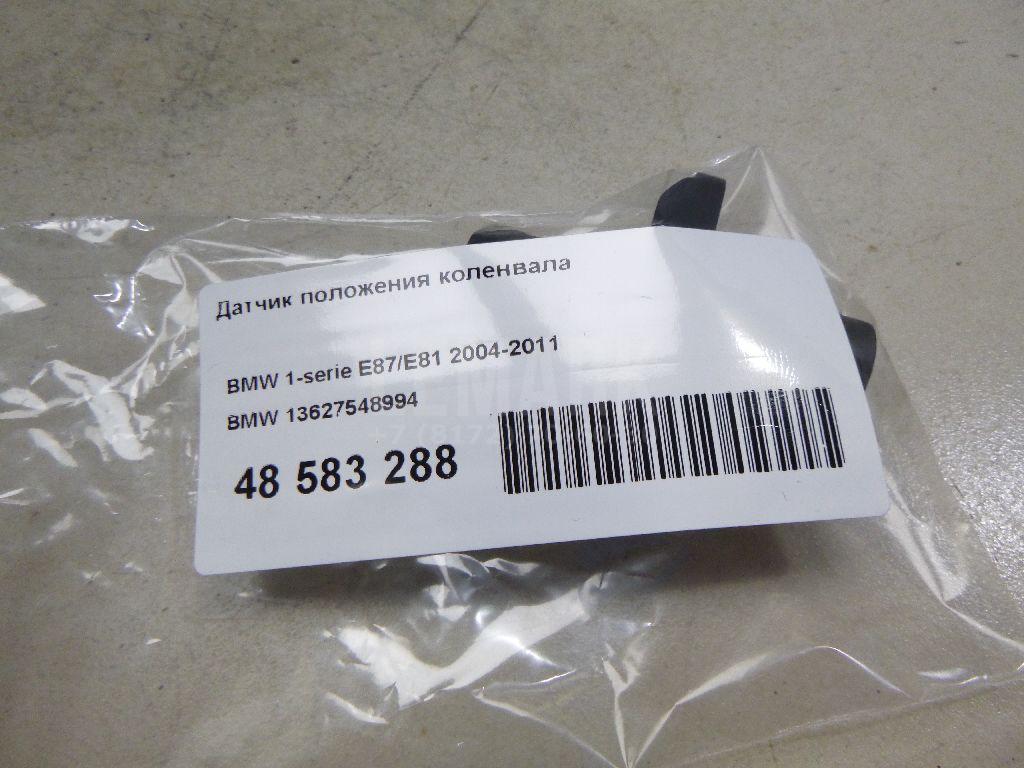 Датчик положения коленвала
BMW 1-serie E87/E81 2004-2011
BMW 13627548994
48 583 288